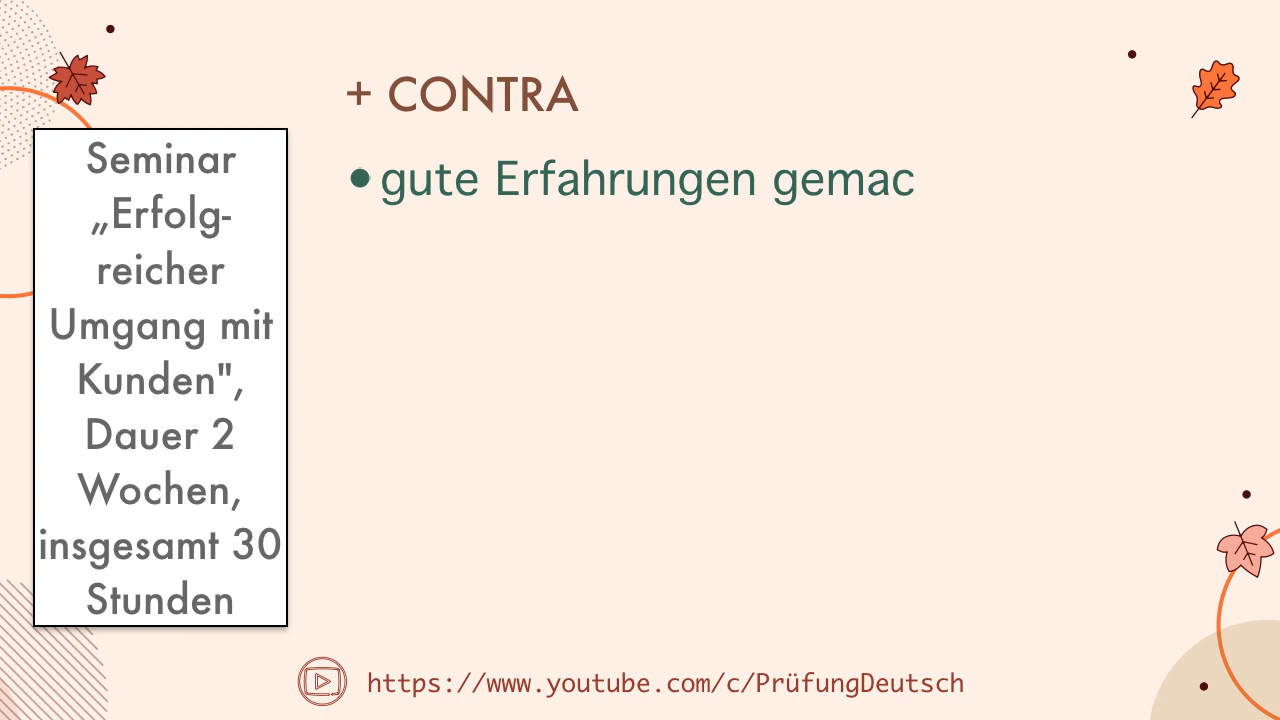 + CONTRA
• gute Erfahrungen gemac
Seminar
„Erfolg-
reicher
Umgang mit
Kunden",
Dauer 2
Wochen,
insgesamt 30
Stunden
https://www.youtube.com/c/PrüfungDeutsch